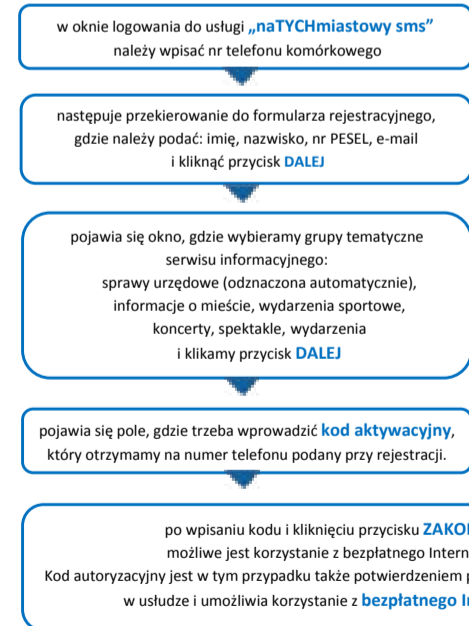 w oknie logowania do usługi „naTYCHmiastowy sms”
należy wpisać nr telefonu komórkowego
następuje przekierowanie do formularza rejestracyjnego,
gdzie należy podać: imię, nazwisko, nr PESEL, e-mail
i kliknąć przycisk DALEJ
pojawia się okno, gdzie wybieramy grupy tematyczne
serwisu informacyjnego:
sprawy urzędowe (odznaczona automatycznie),
informacje o mieście, wydarzenia sportowe,
koncerty, spektakle, wydarzenia
i klikamy przycisk DALEJ
pojawia się pole, gdzie trzeba wprowadzić kod aktywacyjny,
który otrzymamy na numer telefonu podany przy rejestracji.
po wpisaniu kodu i kliknięciu przycisku
możliwe jest korzystanie z bezpłatnego
Kod autoryzacyjny jest w tym przypadku także potwierdzeniem
w usłudze i umożliwia korzystanie z bezpłatnego